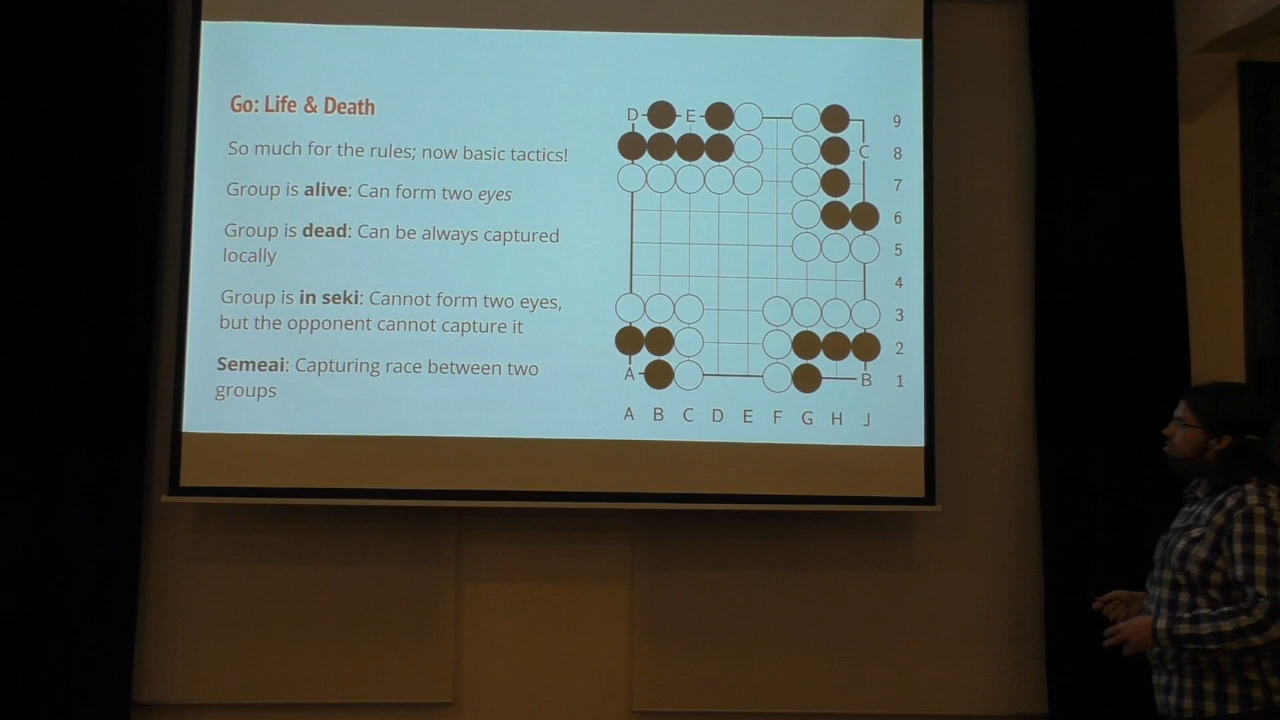 Go: Life & Death
So much for the rules; now basic tactics!
Group is alive: Can form two eyes
Group is dead: Can be always captured
locally
Group is in seki: Cannot form two eyes,
but the opponent cannot capture it
Semeai: Capturing race between two
groups
D E 9
C 8
7
6
5
4
3
2
A B 1
A B C D E F G H J